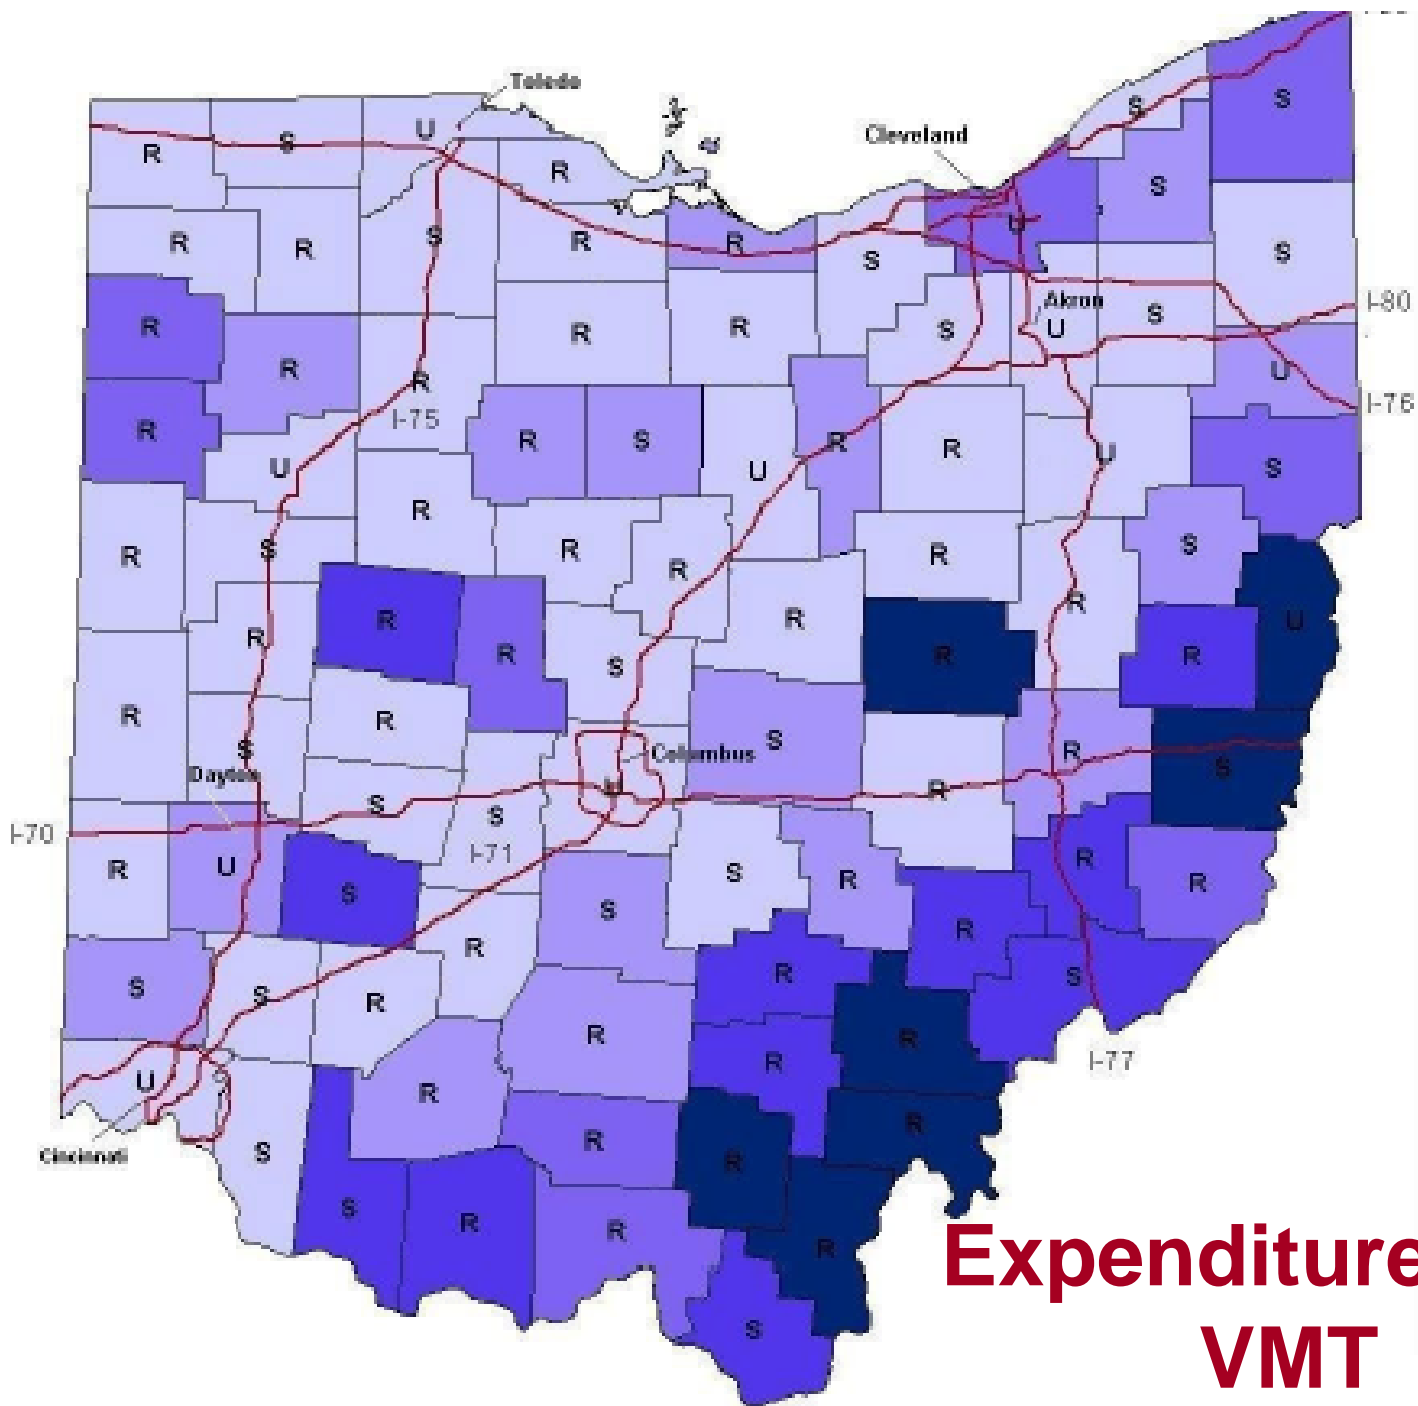 Toledo
S
S
U
Cleveland
S
R
R
S
U
R R S R R S S
Akron
I-80
R R R S U S
R R U
I-76
I-75
R R S R R U
U U S
R
R S R R R S
R R R U
R R S R R
R R
S Columbus S R S
Dayton
S S U R
I-70
I-71
R U S S R R R
S R
R
S S R R S
R R
U R R I-77
R R
Cincinnati S R
S R R R
Expenditure
S
VMT